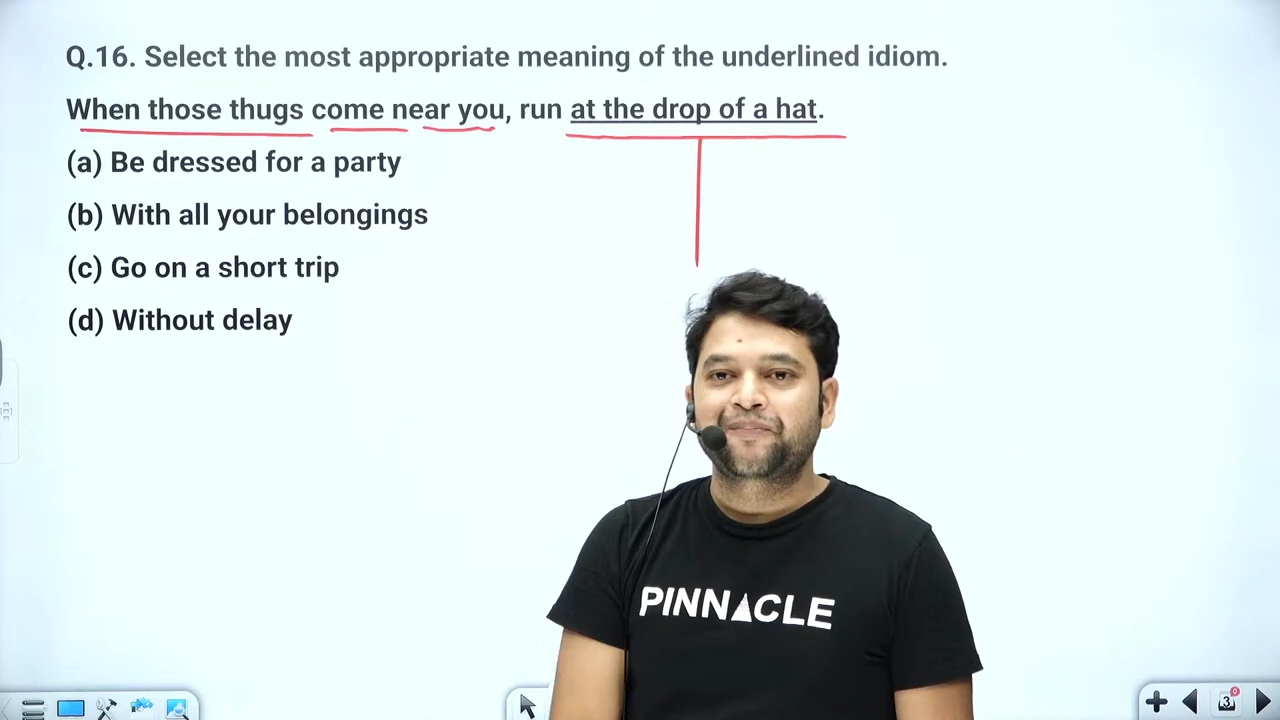 Q.16. Select the most appropriate meaning of the underlined idiom.
When those thugs come near you, run at the drop of a hat.
(a) Be dressed for a party
(b) With all your belongings
(c) Go on a short trip
(d) Without delay
PINNACLE
3
0